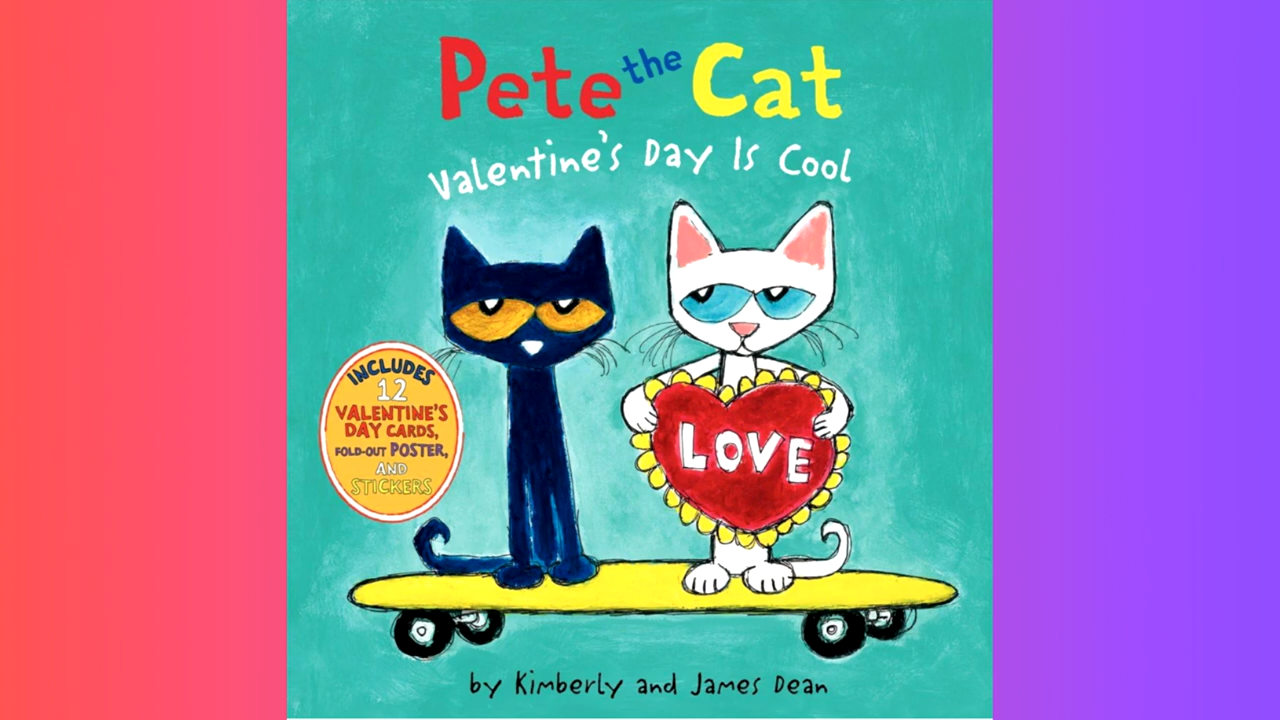 Pete the Cat
Valentine's Day Is Cool
INCLUDES
12
VALENTINE'S
DAY CARDS,
FOLD-OUT POSTER,
AND
STICKERS
LOVE
by Kimberly and James Dean